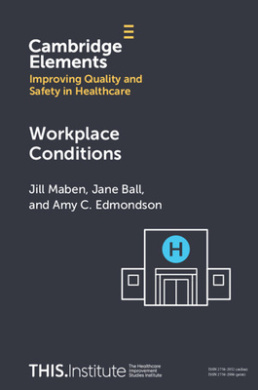 Cambridge
Elements
Improving Quality and
Safety in Healthcare
Workplace
Conditions
Jill Maben, Jane Ball,
and Amy C. Edmondson
H
THIS.Institute
The Healthcare
Improvement
Studies Institute